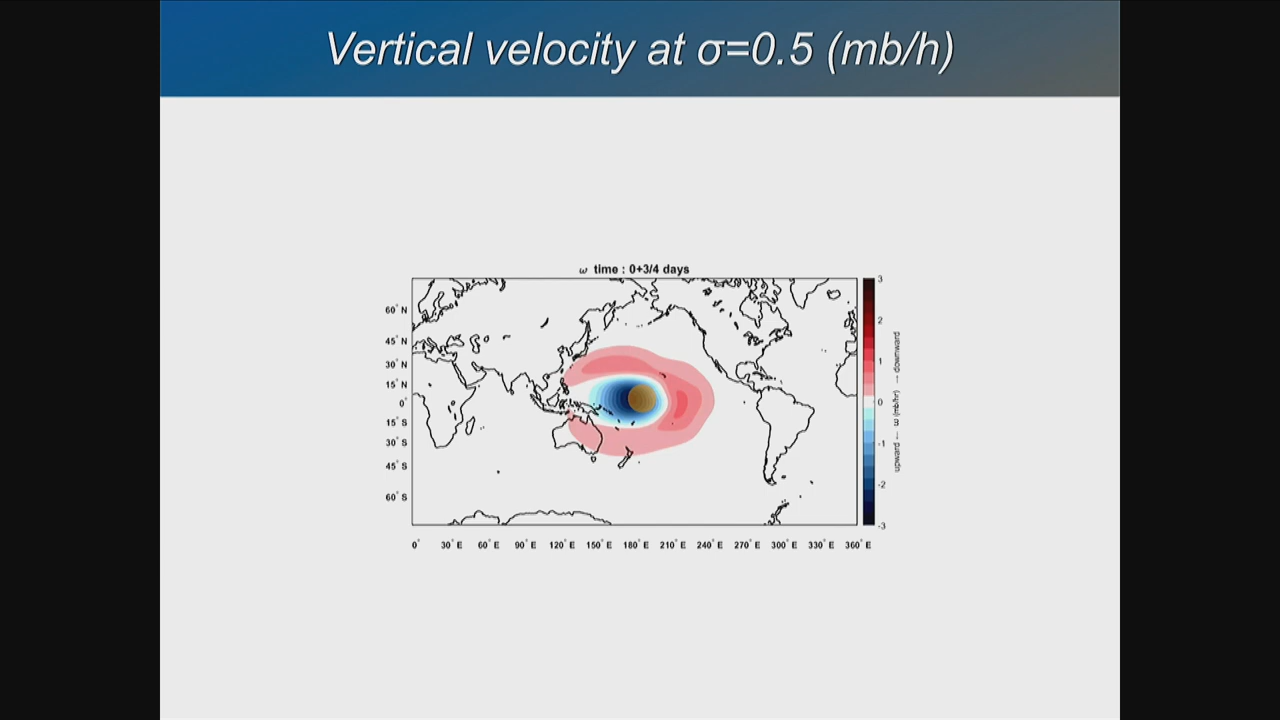 Vertical velocity at σ=0.5 (mb/h)
ω time : 0+3/4 days
60° N
45° N
30° N
15° N
0°
15° S
30° S
45° S
60° S
0°
30° E
60° E
90° E
120° E
150° E
180° E
210° E
240° E
270° E
300° E
330° E
360° E
3
2
1
0
-1
-2
-3
upward --- ω (mb/hr) --- downward